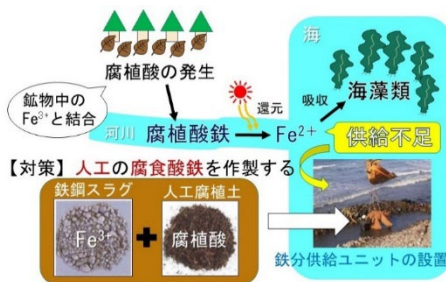 海
腐植酸の発生
鉱物中の
Fe³⁺と結合
河川
腐植酸鉄
還元
Fe²⁺
吸収
海藻類
供給不足
【対策】人工の腐食酸鉄を作製する
鉄鋼スラグ
人工腐植土
Fe³⁺
腐植酸
鉄分供給ユニットの設置